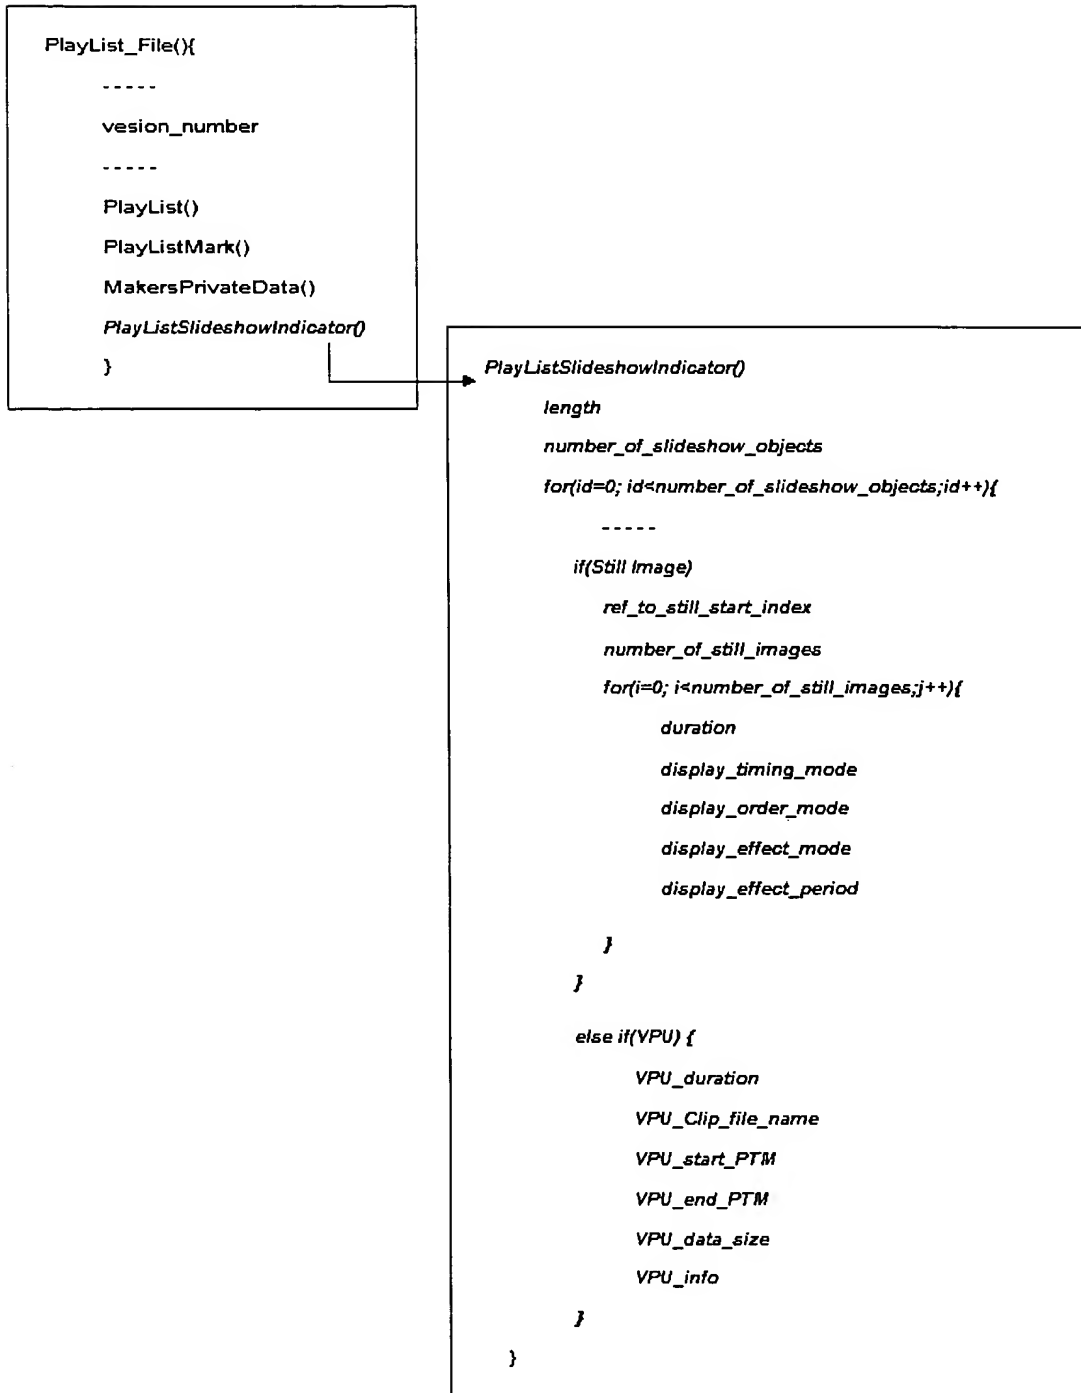 PlayList_File(){
- - - - -
vesion_number
- - - - -
PlayList()
PlayListMark()
MakersPrivateData()
PlayListSlideshowIndicator()
}
PlayListSlideshowIndicator()
length
number_of_slideshow_objects
for(id=0; id<number_of_slideshow_objects;id++){
- - - - -
if(Still Image)
ref_to_still_start_index
number_of_still_images
for(i=0; i<number_of_still_images;j++){
duration
display_timing_mode
display_order_mode
display_effect_mode
display_effect_period
}
}
else if(VPU) {
VPU_duration
VPU_Clip_file_name
VPU_start_PTM
VPU_end_PTM
VPU_data_size
VPU_info
}
}